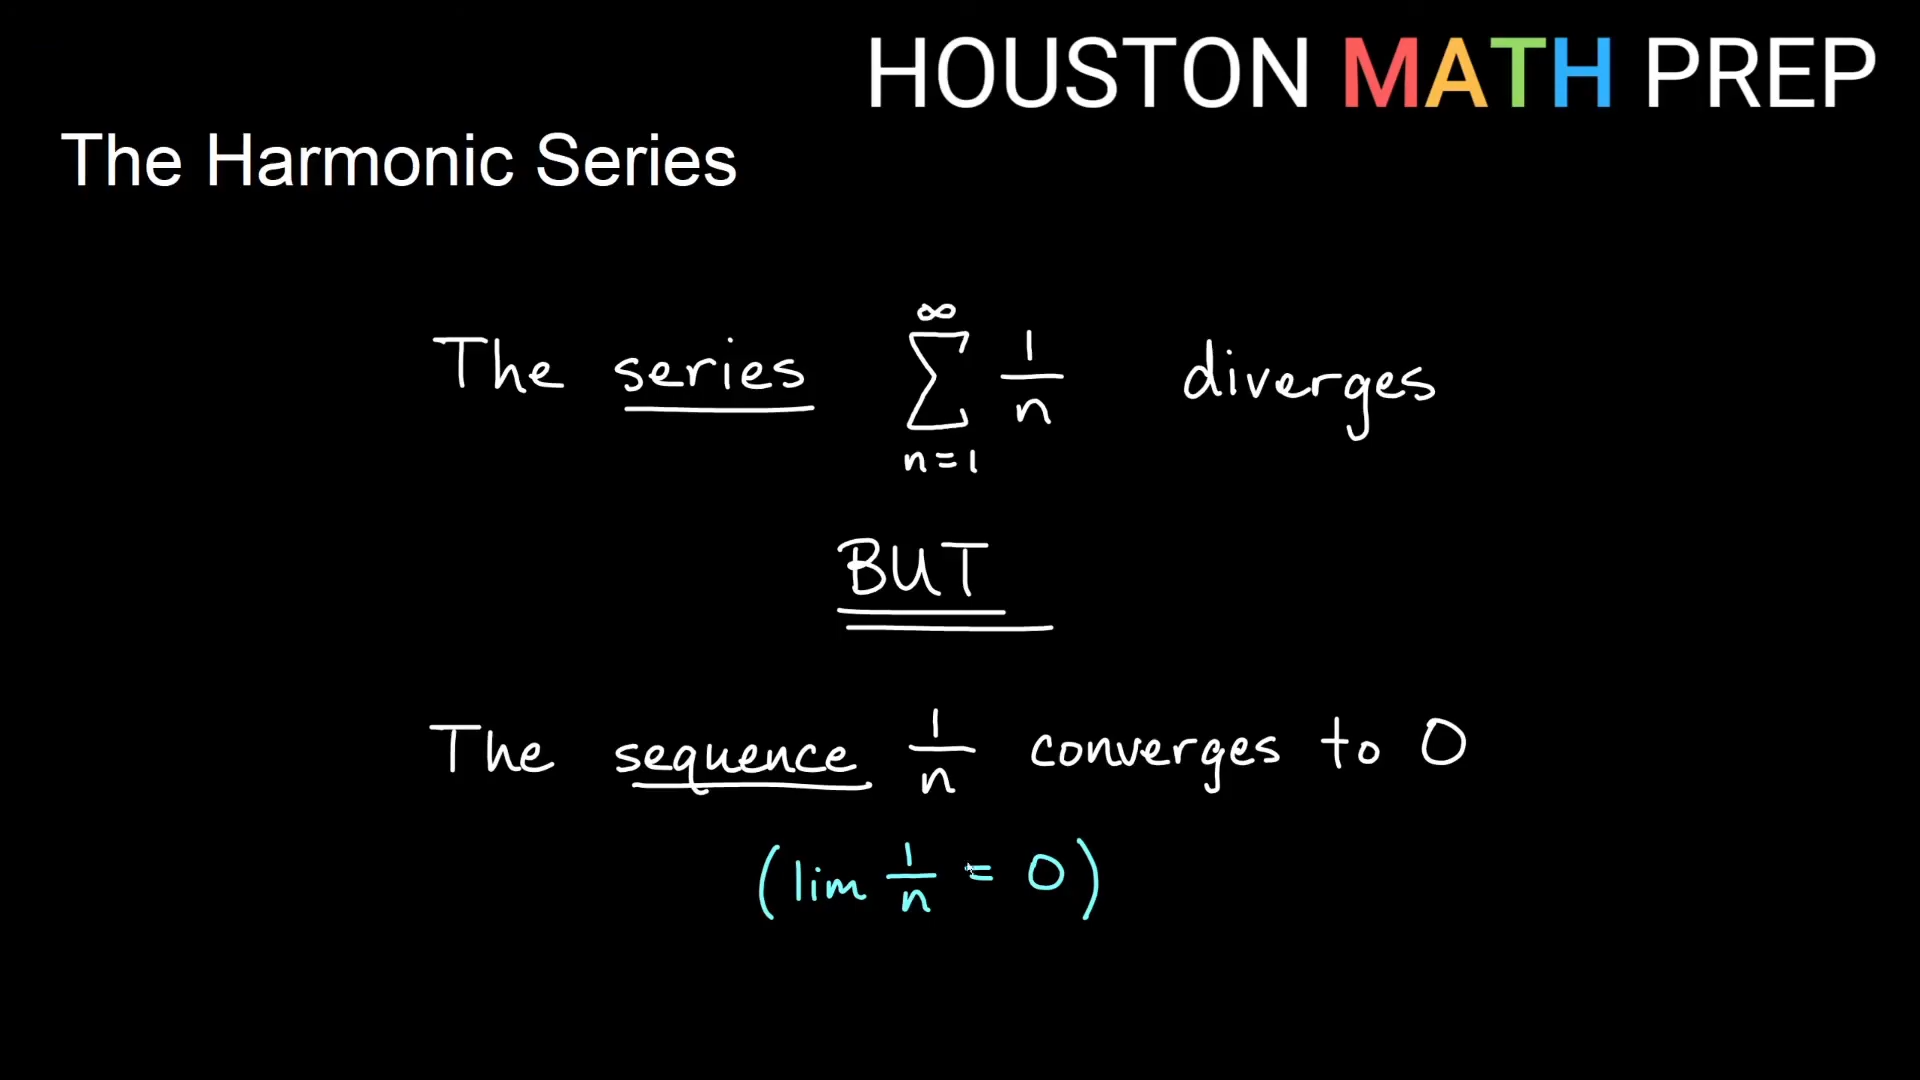 HOUSTON MATH PREP
The Harmonic Series
The series ∞ ∑ n=1 1/n diverges
BUT
The sequence 1/n converges to 0
(lim 1/n = 0)